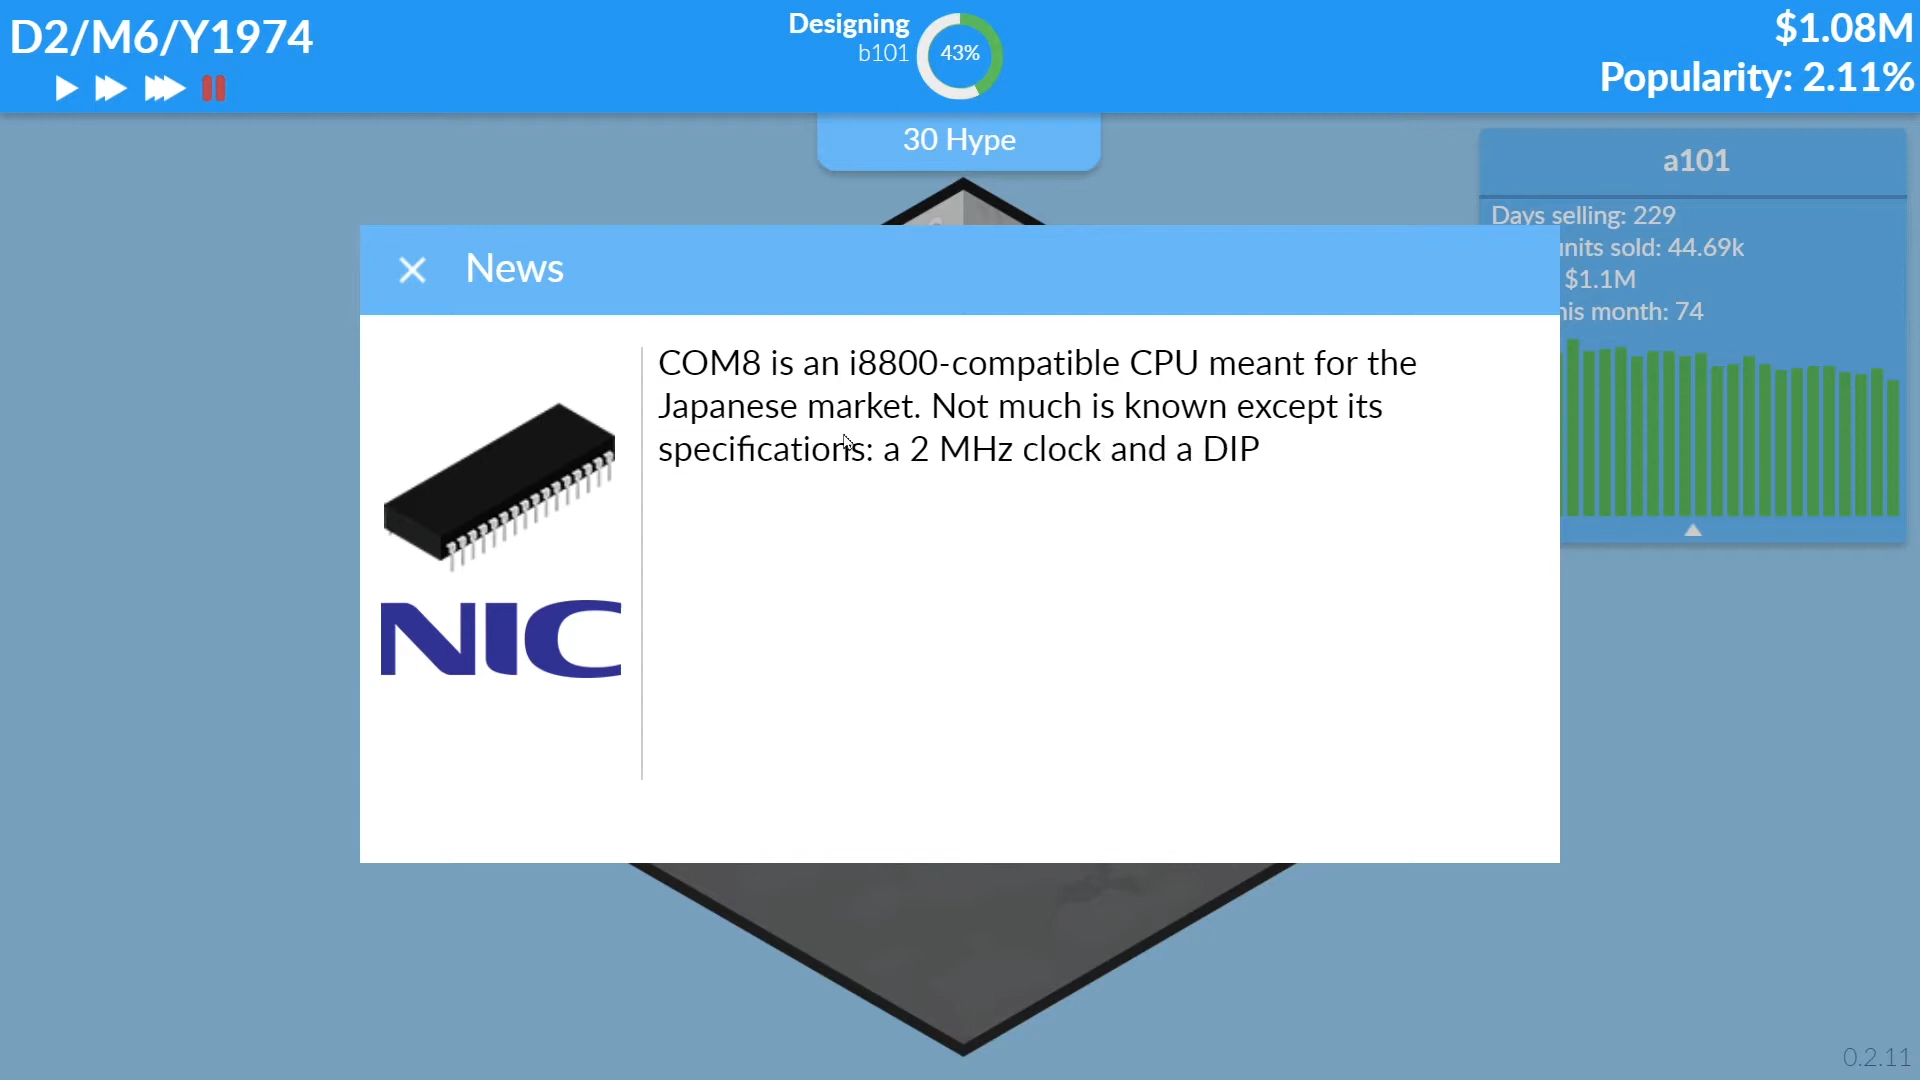 D2/M6/Y1974
Designing
b101
43%
$1.08M
Popularity: 2.11%
30 Hype
a101
Days selling: 229
units sold: 44.69k
$1.1M
his month: 74
News
COM8 is an i8800-compatible CPU meant for the
Japanese market. Not much is known except its
specifications: a 2 MHz clock and a DIP
NIC
0.2.11